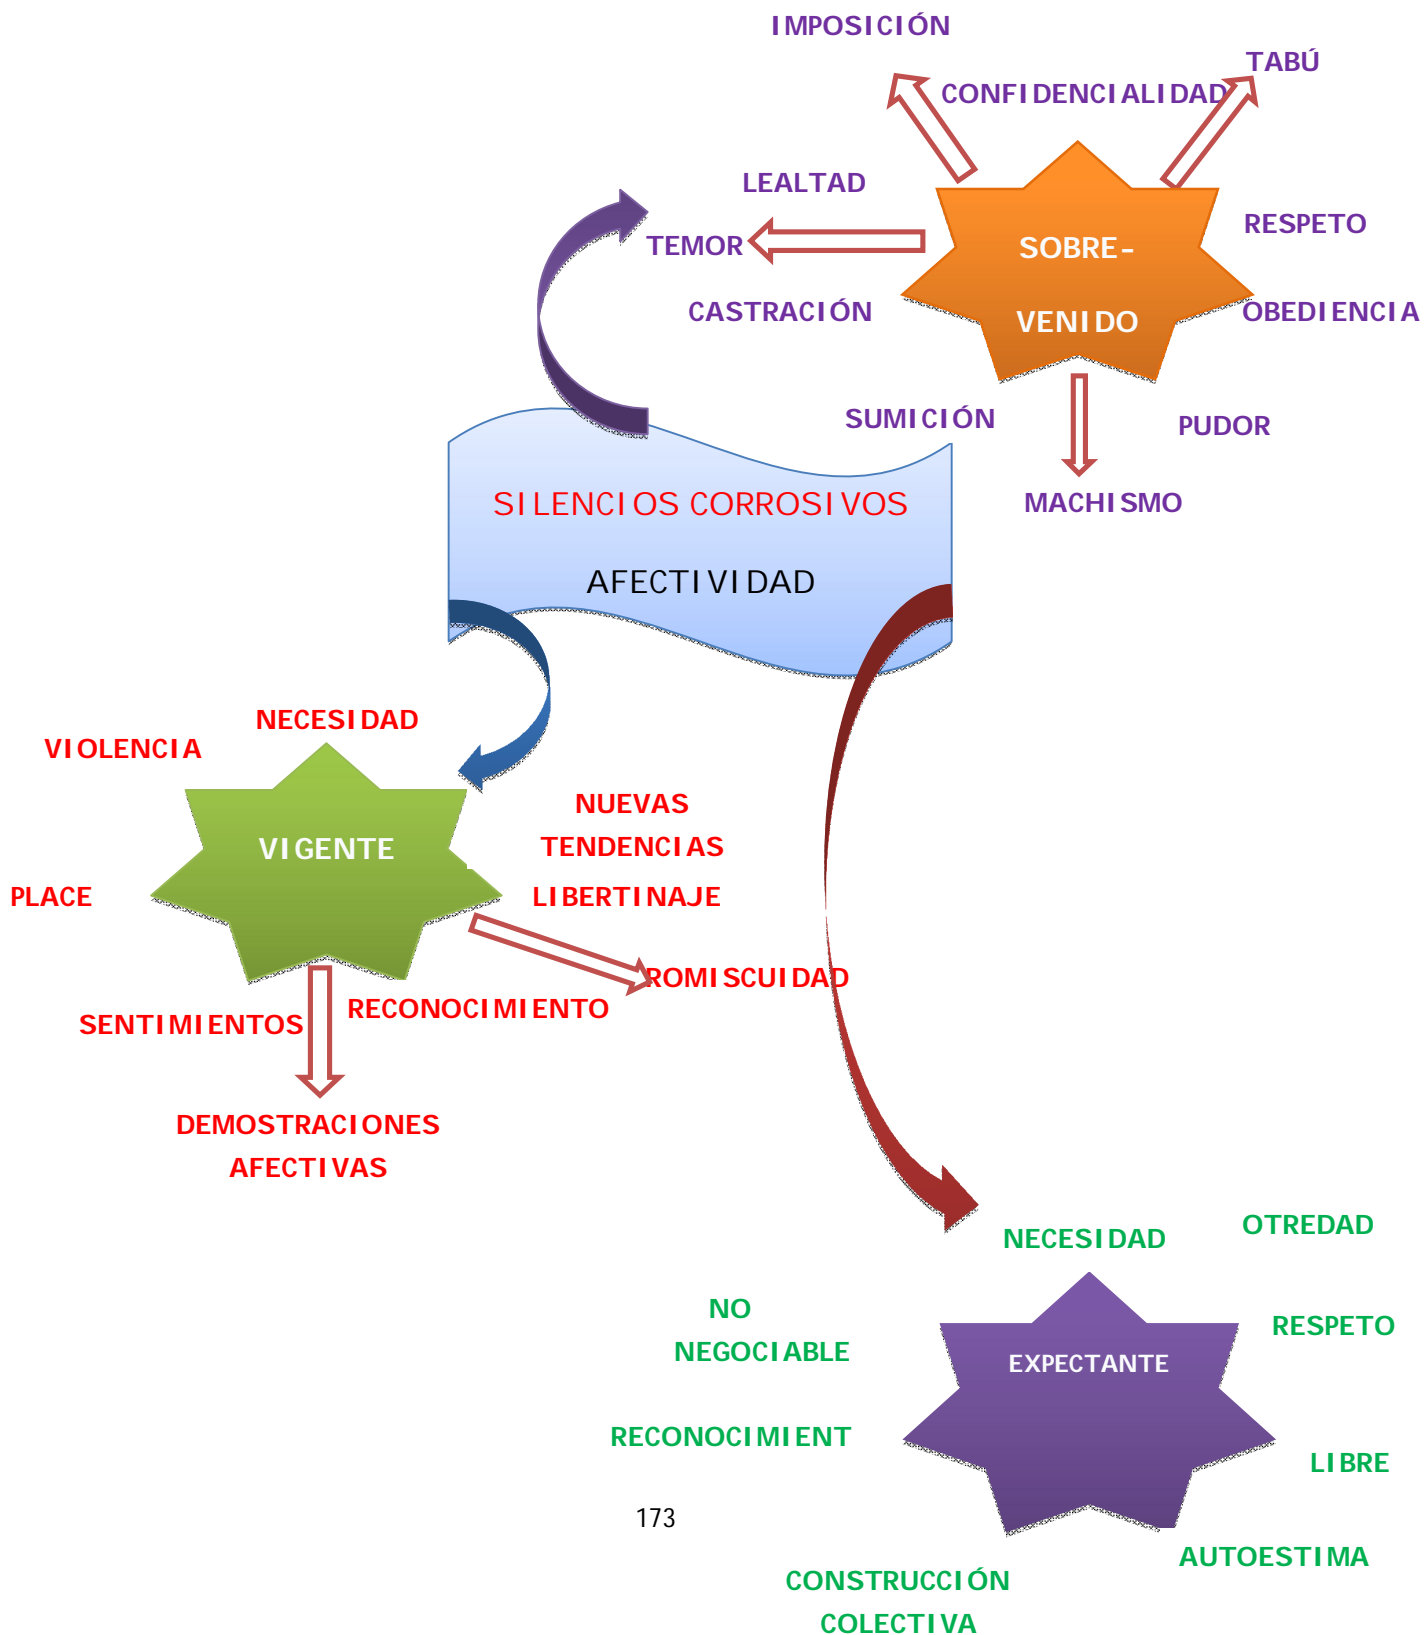 IMPOSICIÓN
TABÚ
CONFIDENCIALIDAD
LEALTAD
RESPETO
TEMOR
SOBRE-
VENIDO
CASTRACIÓN
OBEDIENCIA
SUMICIÓN
PUDOR
MACHISMO
SILENCIOS CORROSIVOS
AFECTIVIDAD
NECESIDAD
VIOLENCIA
NUEVAS
TENDENCIAS
VIGENTE
PLACE
LIBERTINAJE
ROMISCUIDAD
RECONOCIMIENTO
SENTIMIENTOS
DEMOSTRACIONES
AFECTIVAS
NECESIDAD
OTREDAD
NO
NEGOCIABLE
RESPETO
EXPECTANTE
RECONOCIMIENT
LIBRE
173
AUTOESTIMA
CONSTRUCCIÓN
COLECTIVA